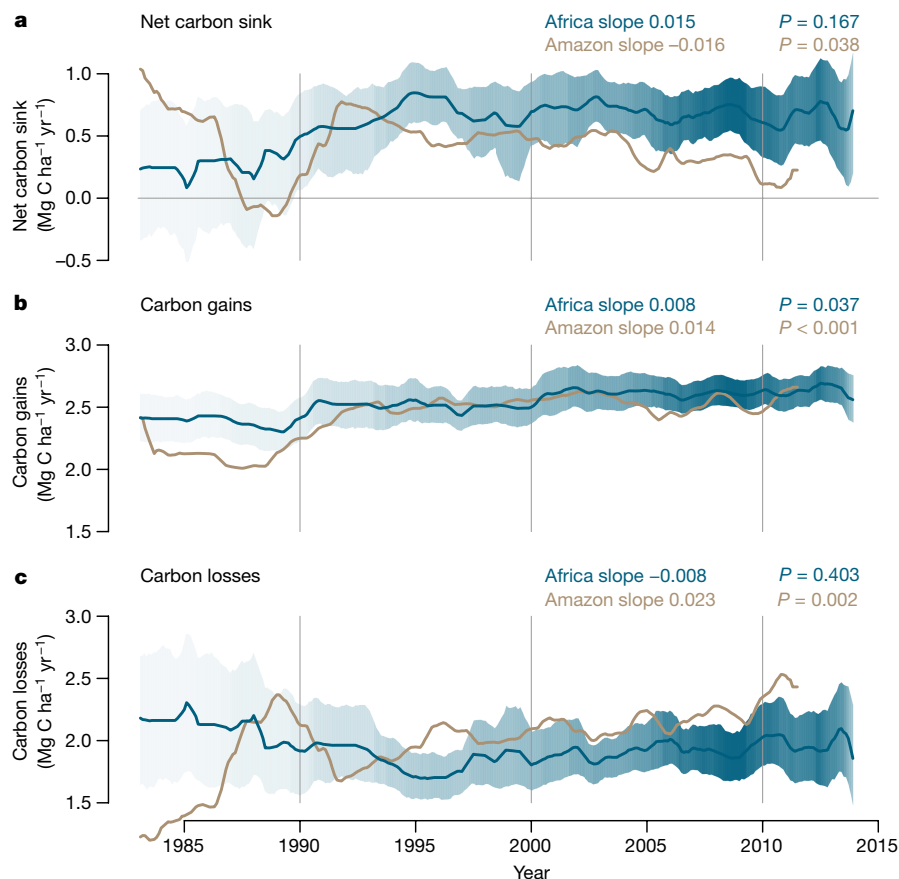 a Net carbon sink Africa slope 0.015 P = 0.167
Amazon slope −0.016 P = 0.038
Net carbon sink
(Mg C ha⁻¹ yr⁻¹)
1.0
0.5
0.0
−0.5
b Carbon gains Africa slope 0.008 P = 0.037
Amazon slope 0.014 P < 0.001
Carbon gains
(Mg C ha⁻¹ yr⁻¹)
3.0
2.5
2.0
1.5
c Carbon losses Africa slope −0.008 P = 0.403
Amazon slope 0.023 P = 0.002
Carbon losses
(Mg C ha⁻¹ yr⁻¹)
3.0
2.5
2.0
1.5
1985 1990 1995 2000 2005 2010 2015
Year